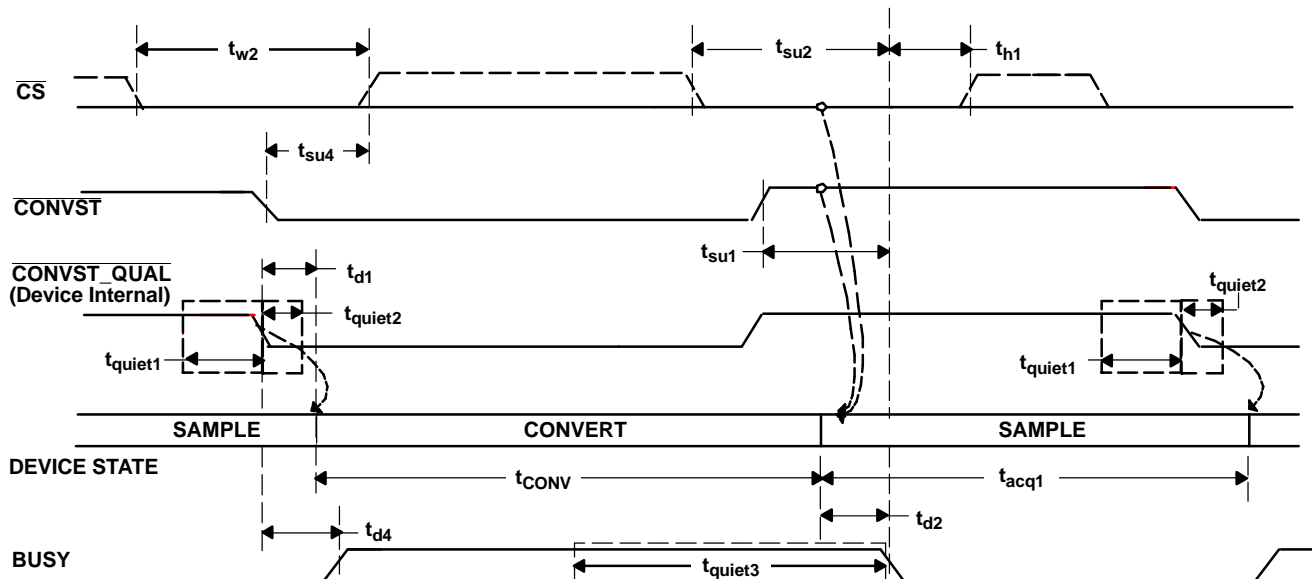 tw2
tsu2
th1
CS
tsu4
CONVST
tsu1
CONVST_QUAL
(Device Internal)
td1
tquiet2
tquiet2
tquiet1
tquiet1
SAMPLE
CONVERT
SAMPLE
DEVICE STATE
tCONV
tacq1
td4
td2
BUSY
tquiet3